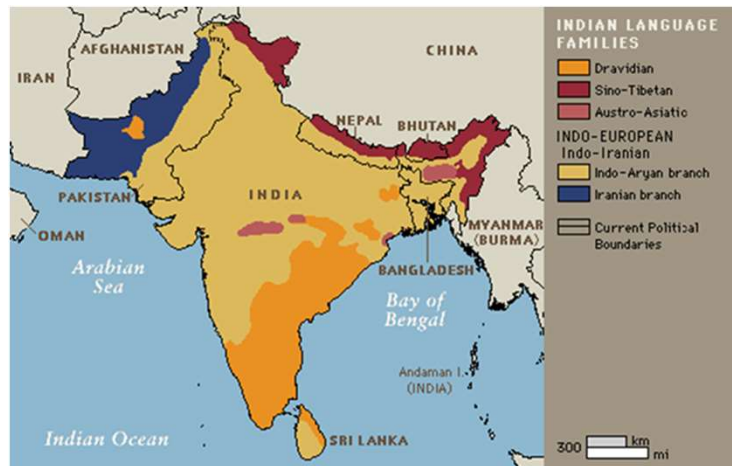 INDIAN LANGUAGE
FAMILIES
Dravidian
Sino-Tibetan
Austro-Asiatic
INDO-EUROPEAN
Indo-Iranian
Indo-Aryan branch
Iranian branch
Current Political
Boundaries
300 km
mi
AFGHANISTAN
CHINA
IRAN
NEPAL
BHUTAN
PAKISTAN
INDIA
OMAN
MYANMAR
(BURMA)
Arabian
Sea
BANGLADESH
Bay of
Bengal
Andaman I.
(INDIA)
Indian Ocean
SRI LANKA